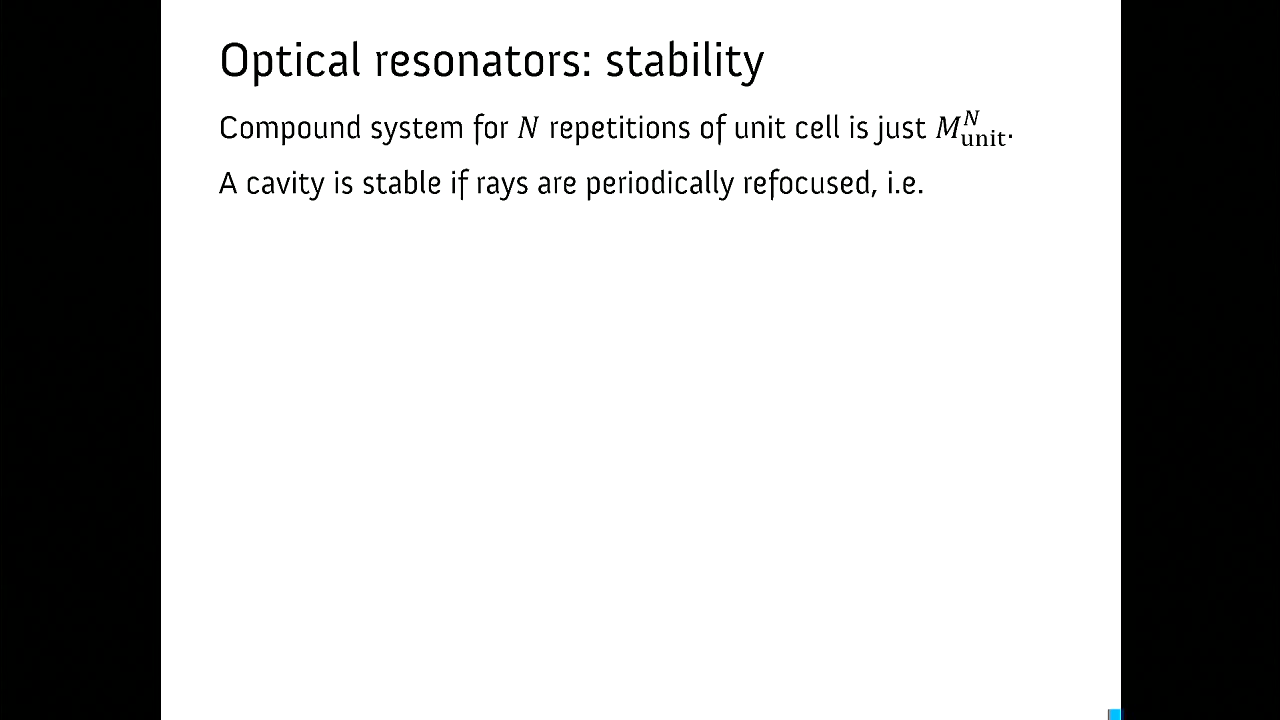 Optical resonators: stability
Compound system for N repetitions of unit cell is just M_unit^N.
A cavity is stable if rays are periodically refocused, i.e.